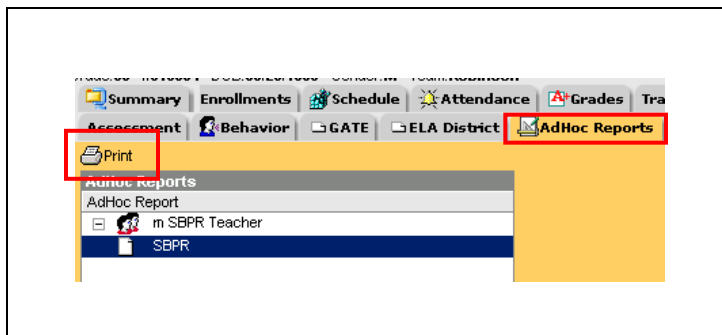 Summary Enrollments Schedule Attendance Grades Tra
Assessment Behavior GATE ELA District AdHoc Reports
Print
AdHoc Reports
AdHoc Report
m SBPR Teacher
SBPR